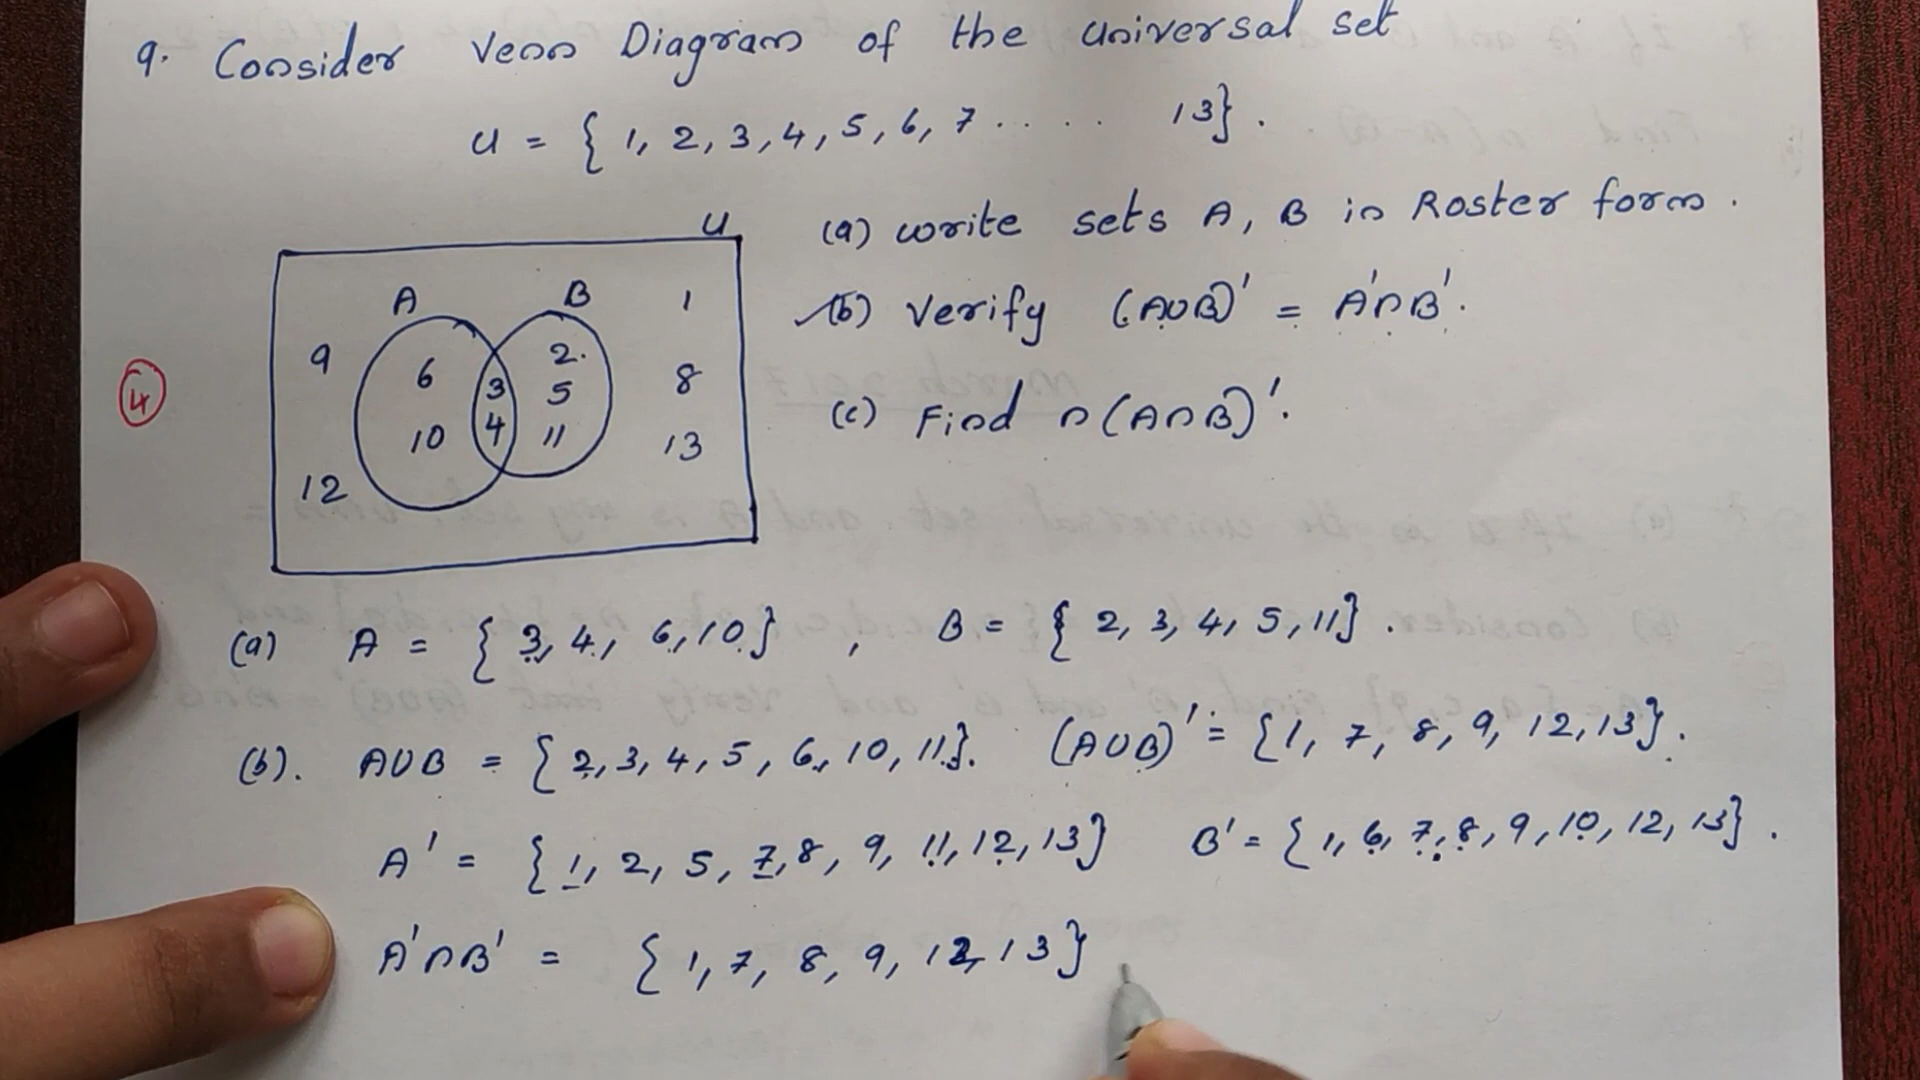 9. Consider Venn Diagram of the universal set
U = { 1, 2, 3, 4, 5, 6, 7 . . . . . 13} .
U
A B 1
9 6 3 2. 8
10 4 5 13
12 11
(4)
(a) write sets A, B in Roster form .
(b) Verify (A∪B)' = A'∩B'.
(c) Find n(A∩B)'.
(a) A = { 3, 4, 6, 10} , B = { 2, 3, 4, 5, 11} .
(b). A∪B = { 2, 3, 4, 5, 6, 10, 11}. (A∪B)' = {1, 7, 8, 9, 12, 13} .
A' = { 1, 2, 5, 7, 8, 9, 11, 12, 13} B' = { 1, 6, 7, 8, 9, 10, 12, 13} .
A'∩B' = { 1, 7, 8, 9, 12, 13}